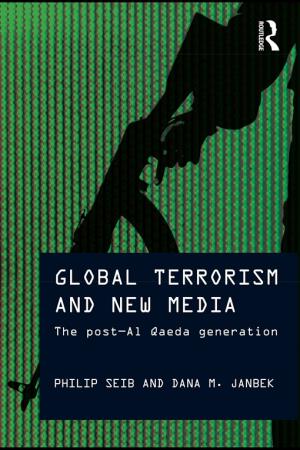 ROUTLEDGE
GLOBAL TERRORISM
AND NEW MEDIA
The post-Al Qaeda generation
PHILIP SEIB AND DANA M. JANBEK